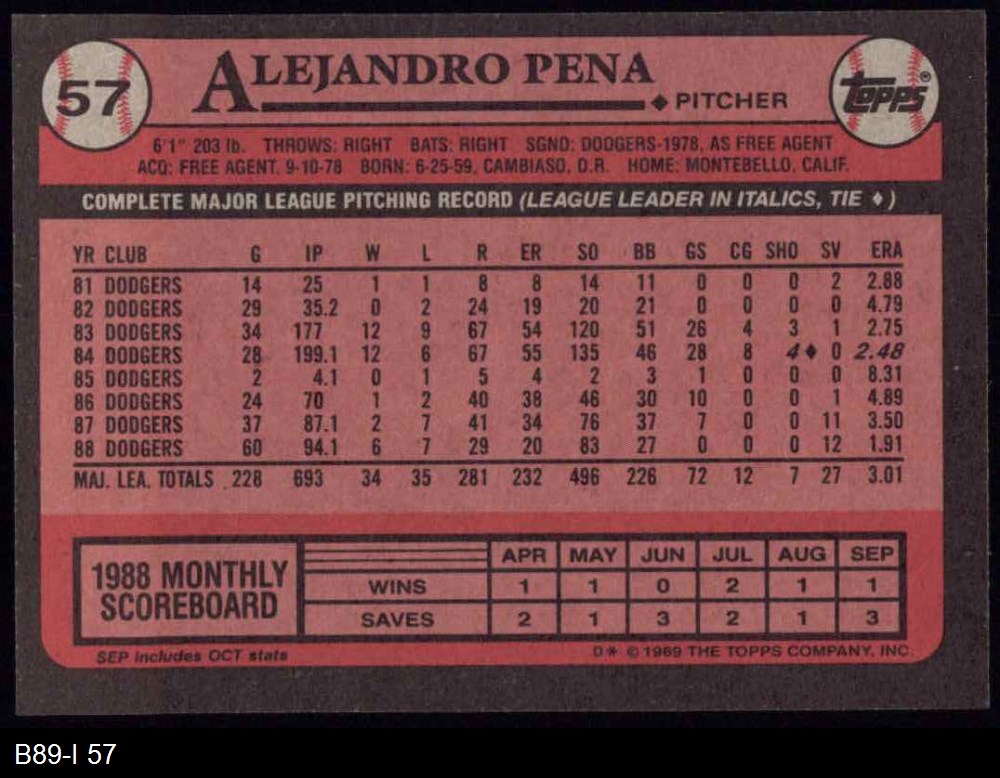 57
ALEJANDRO PENA
♦ PITCHER
TOPPS®
6'1" 203 lb. THROWS: RIGHT BATS: RIGHT SGND: DODGERS-1978, AS FREE AGENT
ACQ: FREE AGENT, 9-10-78 BORN: 6-25-59, CAMBIASO, D.R. HOME: MONTEBELLO, CALIF.
COMPLETE MAJOR LEAGUE PITCHING RECORD (LEAGUE LEADER IN ITALICS, TIE ♦)
YR CLUB G IP W L R ER SO BB GS CG SHO SV ERA
81 DODGERS 14 25 1 1 8 8 14 11 0 0 0 2 2.88
82 DODGERS 29 35.2 0 2 24 19 20 21 0 0 0 0 4.79
83 DODGERS 34 177 12 9 67 54 120 51 26 4 3 1 2.75
84 DODGERS 28 199.1 12 6 67 55 135 46 28 8 4♦ 0 2.48
85 DODGERS 2 4.1 0 1 5 4 2 3 1 0 0 0 8.31
86 DODGERS 24 70 1 2 40 38 46 30 10 0 0 1 4.89
87 DODGERS 37 87.1 2 7 41 34 76 37 7 0 0 11 3.50
88 DODGERS 60 94.1 6 7 29 20 83 27 0 0 0 12 1.91
MAJ. LEA. TOTALS 228 693 34 35 281 232 496 226 72 12 7 27 3.01
1988 MONTHLY
SCOREBOARD
APR MAY JUN JUL AUG SEP
WINS 1 1 0 2 1 1
SAVES 2 1 3 2 1 3
SEP includes OCT stats
D* © 1989 THE TOPPS COMPANY, INC.
B89-I 57